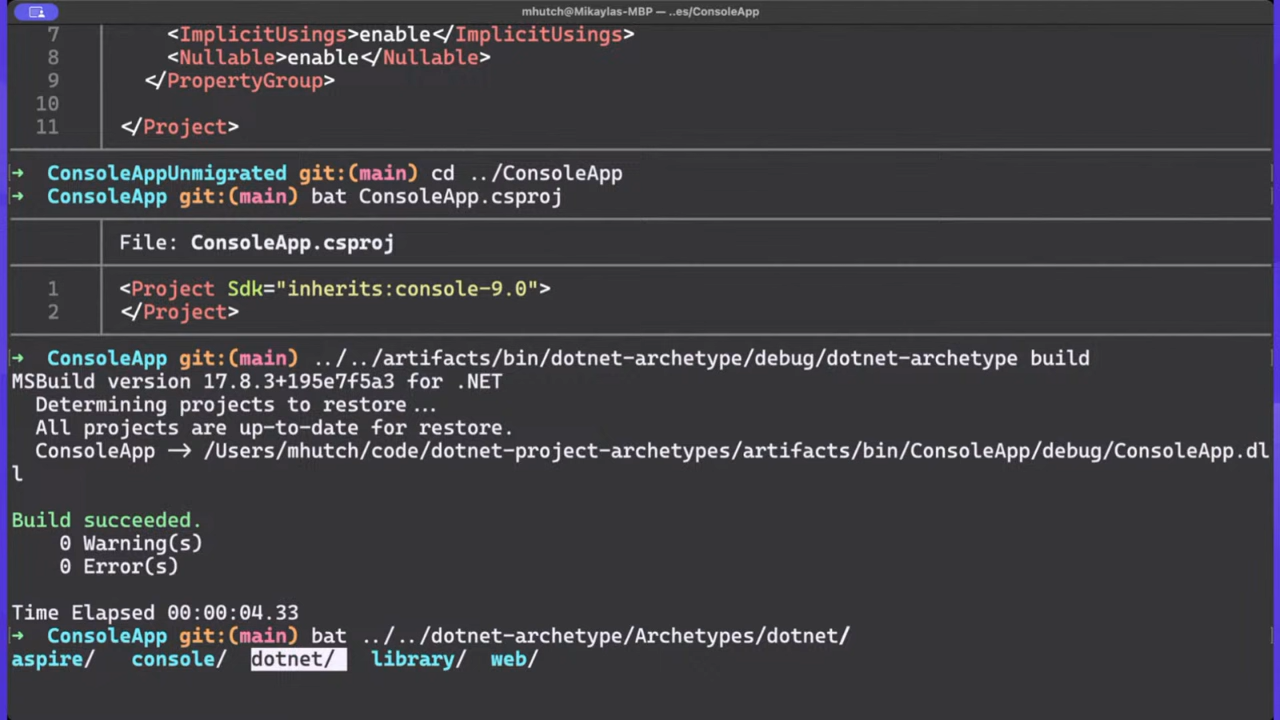 mhutch@Mikaylas-MBP — ..es/ConsoleApp
7 <ImplicitUsings>enable</ImplicitUsings>
8 <Nullable>enable</Nullable>
9 </PropertyGroup>
10
11 </Project>
→ ConsoleAppUnmigrated git:(main) cd ../ConsoleApp
→ ConsoleApp git:(main) bat ConsoleApp.csproj
File: ConsoleApp.csproj
1 <Project Sdk="inherits:console-9.0">
2 </Project>
→ ConsoleApp git:(main) ../../artifacts/bin/dotnet-archetype/debug/dotnet-archetype build
MSBuild version 17.8.3+195e7f5a3 for .NET
Determining projects to restore...
All projects are up-to-date for restore.
ConsoleApp -> /Users/mhutch/code/dotnet-project-archetypes/artifacts/bin/ConsoleApp/debug/ConsoleApp.dl
l
Build succeeded.
0 Warning(s)
0 Error(s)
Time Elapsed 00:00:04.33
→ ConsoleApp git:(main) bat ../../dotnet-archetype/Archetypes/dotnet/
aspire/ console/ dotnet/ library/ web/